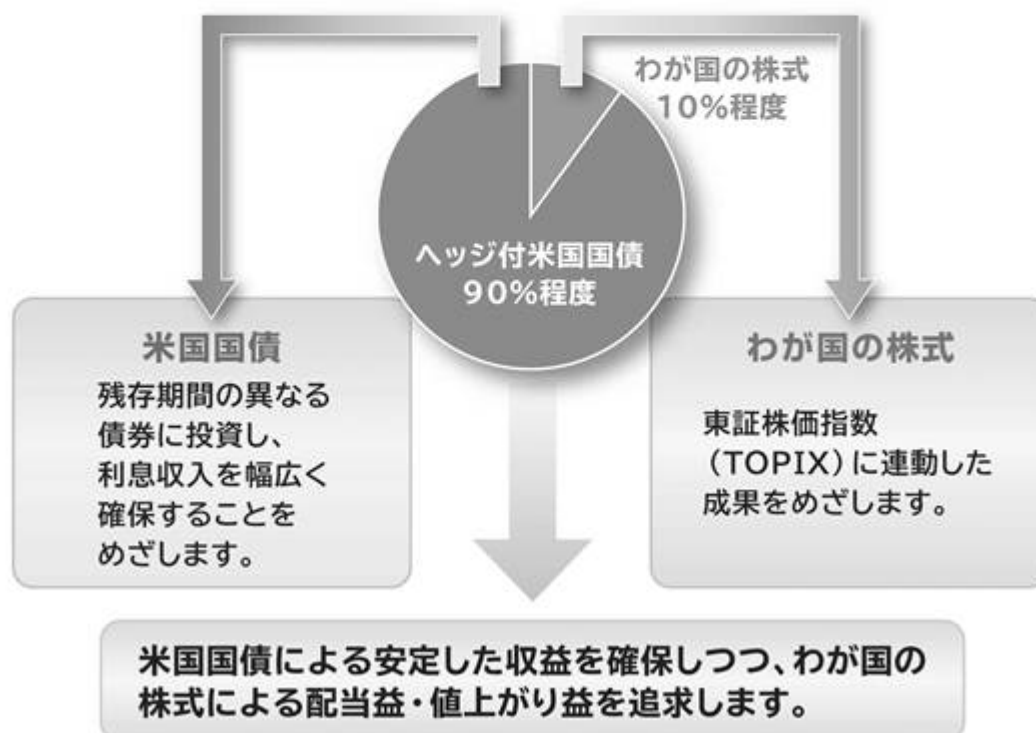 わが国の株式
10%程度
ヘッジ付米国国債
90%程度
米国国債
残存期間の異なる
債券に投資し、
利息収入を幅広く
確保することを
めざします。
わが国の株式
東証株価指数
(TOPIX)に連動した
成果をめざします。
米国国債による安定した収益を確保しつつ、わが国の
株式による配当益・値上がり益を追求します。